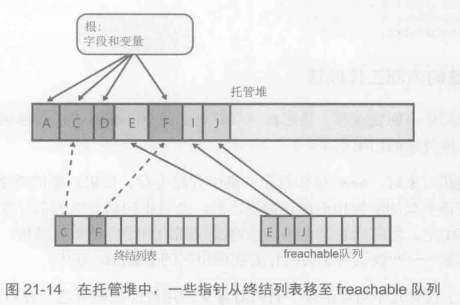 根:
字段和变量
托管堆
A C D E F I J
C F
E I J
终结列表
freachable队列
图 21-14 在托管堆中，一些指针从终结列表移至 freachable 队列